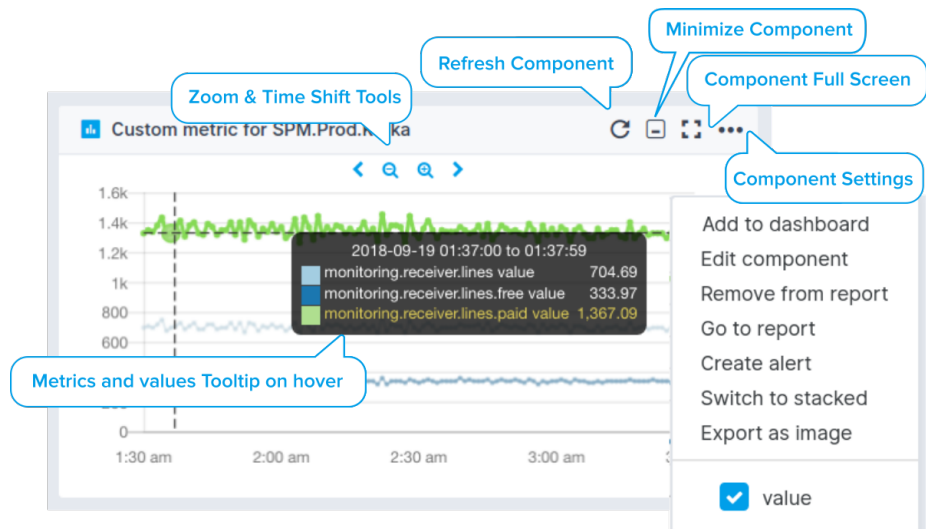 Minimize Component
Refresh Component
Component Full Screen
Zoom & Time Shift Tools
Custom metric for SPM.Prod.
Component Settings
1.6k
1.4k
1.2k
1k
800
600
0
2018-09-19 01:37:00 to 01:37:59
monitoring.receiver.lines value 704.69
monitoring.receiver.lines.free value 333.97
monitoring.receiver.lines.paid value 1,367.09
Metrics and values Tooltip on hover
1:30 am 2:00 am 2:30 am 3:00 am
Add to dashboard
Edit component
Remove from report
Go to report
Create alert
Switch to stacked
Export as image
value